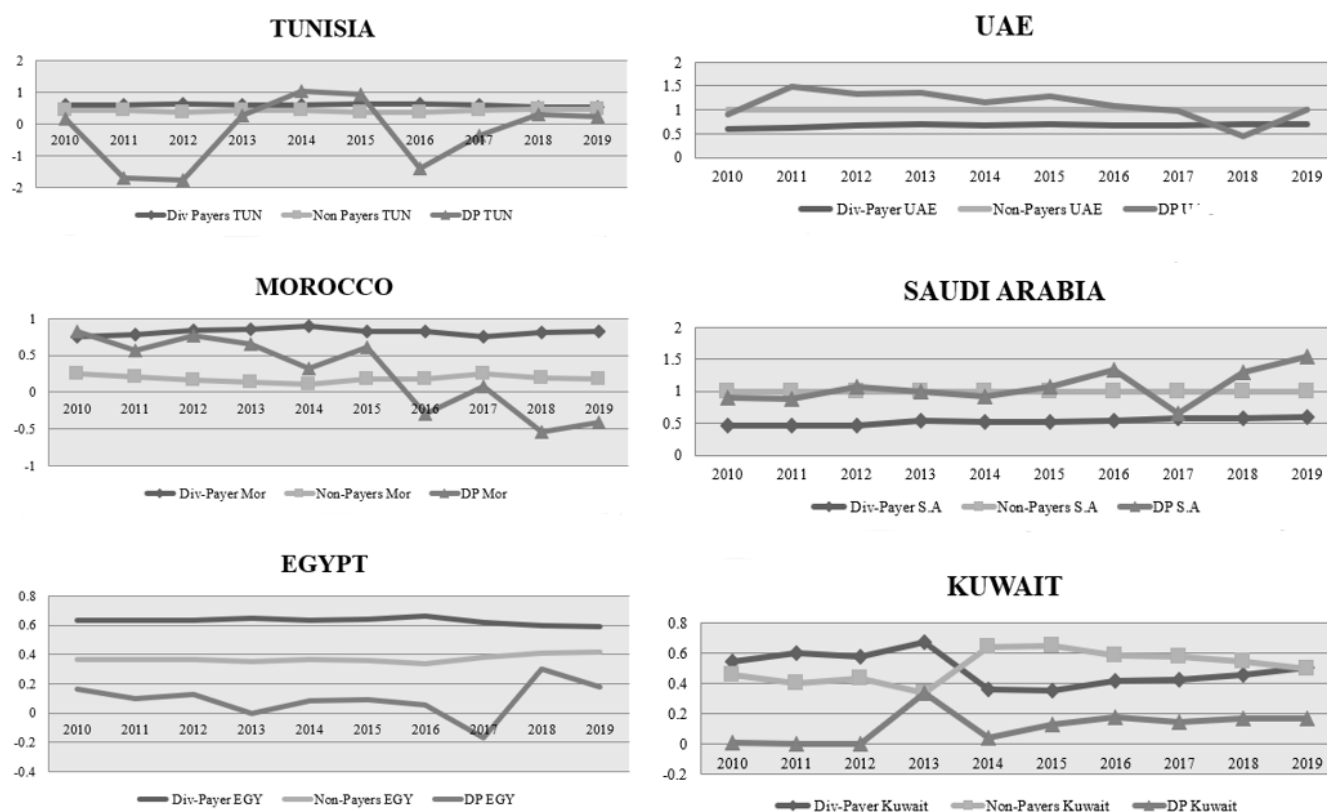 TUNISIA
2
1
0
-1
-2
2010 2011 2012 2013 2014 2015 2016 2017 2018 2019
Div Payers TUN Non Payers TUN DP TUN
UAE
2
1.5
1
0.5
0
2010 2011 2012 2013 2014 2015 2016 2017 2018 2019
Div-Payer UAE Non-Payers UAE DP
MOROCCO
1
0.5
0
-0.5
-1
2010 2011 2012 2013 2014 2015 2016 2017 2018 2019
Div-Payer Mor Non-Payers Mor DP Mor
SAUDI ARABIA
2
1.5
1
0.5
0
2010 2011 2012 2013 2014 2015 2016 2017 2018 2019
Div-Payer S.A Non-Payers S.A DP S.A
EGYPT
0.8
0.6
0.4
0.2
0
-0.2
-0.4
2010 2011 2012 2013 2014 2015 2016 2017 2018 2019
Div-Payer EGY Non-Payers EGY DP EGY
KUWAIT
0.8
0.6
0.4
0.2
0
-0.2
2010 2011 2012 2013 2014 2015 2016 2017 2018 2019
Div-Payer Kuwait Non-Payers Kuwait DP Kuwait